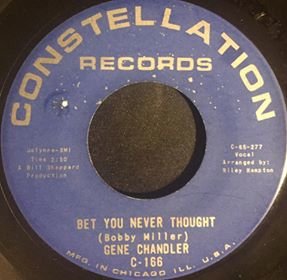 CONSTELLATION
RECORDS
Jalynne-BMI
Time 2:50
A Bill Sheppard
Production
C-65-277
Vocal
Arranged by:
Riley Hampton
BET YOU NEVER THOUGHT
(Bobby Miller)
GENE CHANDLER
C-166
MFG. IN CHICAGO ILL. U.S.A.